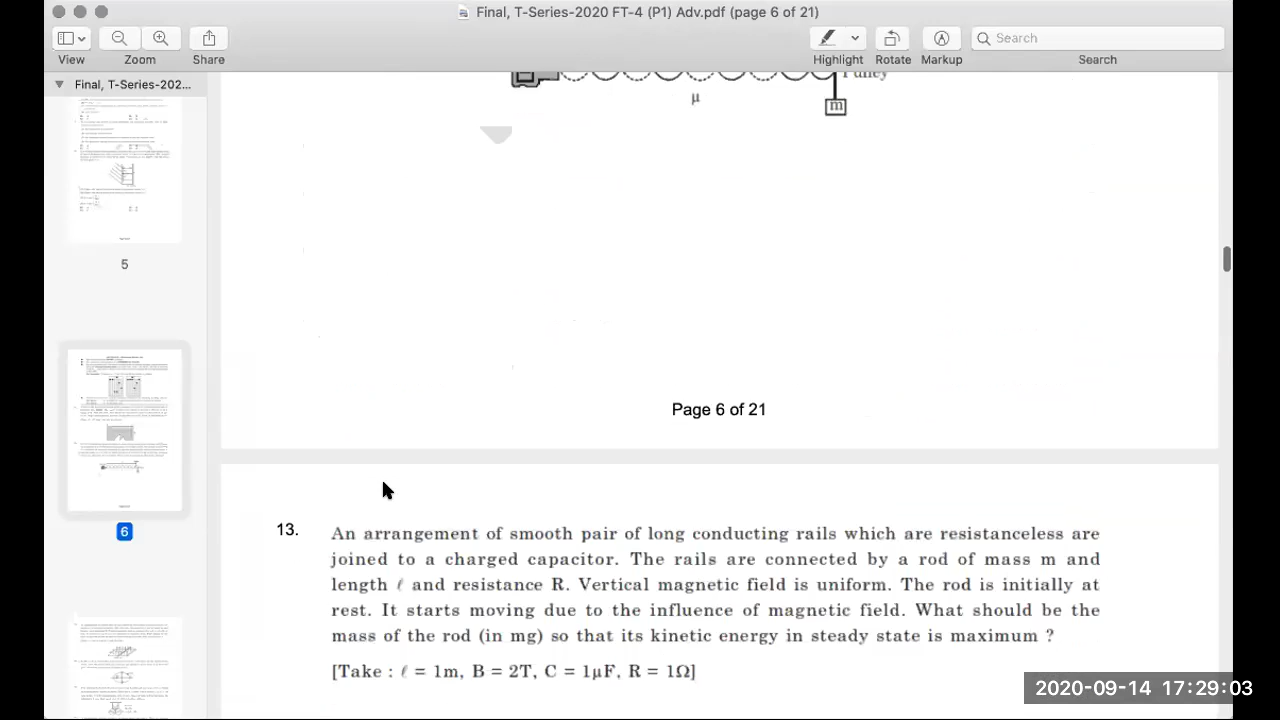 Final, T-Series-2020 FT-4 (P1) Adv.pdf (page 6 of 21)
View
Zoom
Share
Highlight
Rotate
Markup
Search
Search
Final, T-Series-202...
5
6
Pulley
μ
m
Page 6 of 21
13. An arrangement of smooth pair of long conducting rails which are resistanceless are
joined to a charged capacitor. The rails are connected by a rod of mass m and
length ℓ and resistance R. Vertical magnetic field is uniform. The rod is initially at
rest. It starts moving due to the influence of magnetic field. What should be the
mass of the rod (in mg) so that its kinetic energy in steady state is maximum ?
[Take : ℓ = 1m, B = 2T, C = 1μF, R = 1Ω]
2020-09-14 17:29:03